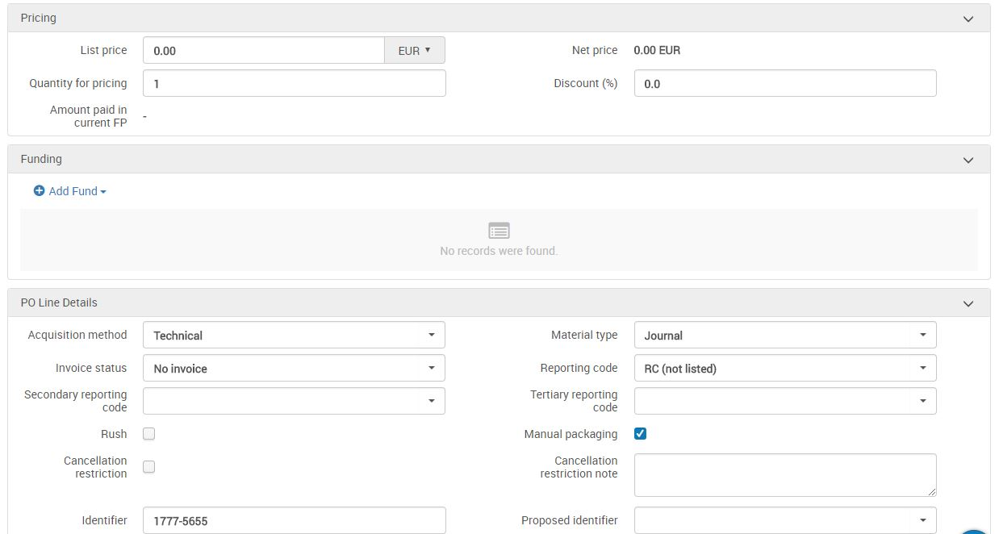 Pricing
List price 0.00 EUR Net price 0.00 EUR
Quantity for pricing 1 Discount (%) 0.0
Amount paid in
current FP -
Funding
Add Fund
No records were found.
PO Line Details
Acquisition method Technical Material type Journal
Invoice status No invoice Reporting code RC (not listed)
Secondary reporting
code
Tertiary reporting
code
Rush Manual packaging
Cancellation
restriction
Cancellation
restriction note
Identifier 1777-5655 Proposed identifier